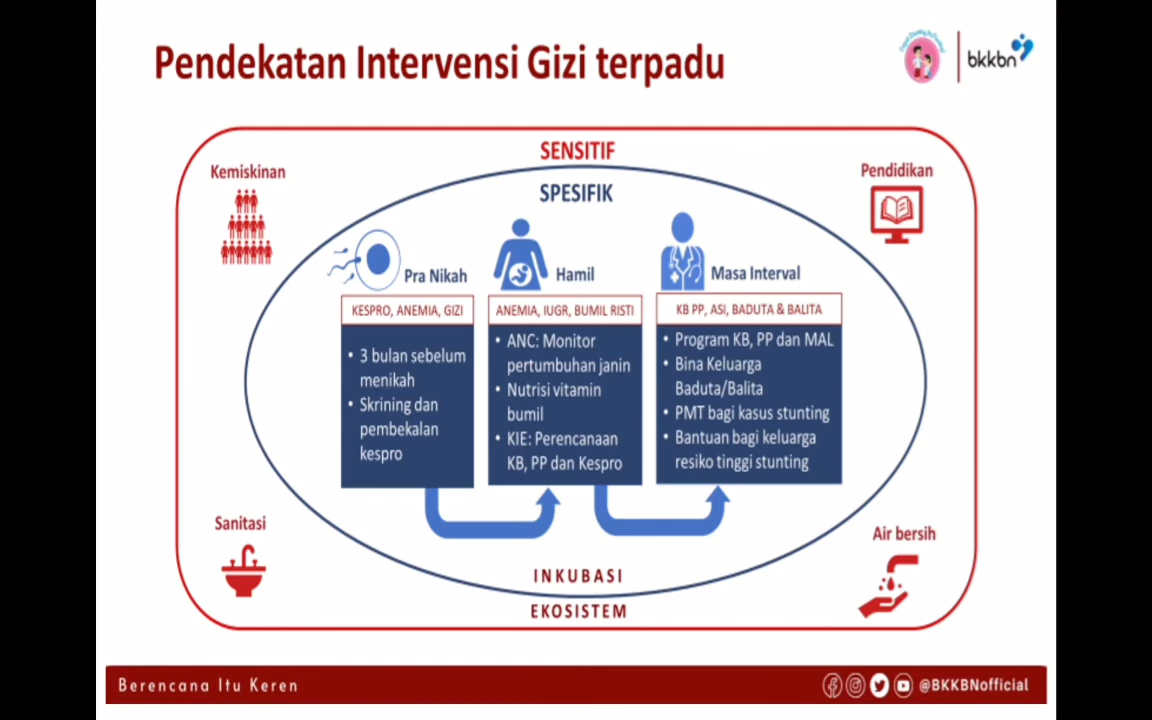 Pendekatan Intervensi Gizi terpadu
bkkbn
SENSITIF
Kemiskinan
Pendidikan
SPESIFIK
Pra Nikah
KESPRO, ANEMIA, GIZI
• 3 bulan sebelum
menikah
• Skrining dan
pembekalan
kespro
Hamil
ANEMIA, IUGR, BUMIL RISTI
• ANC: Monitor
pertumbuhan janin
• Nutrisi vitamin
bumil
• KIE: Perencanaan
KB, PP dan Kespro
Masa Interval
KB PP, ASI, BADUTA & BALITA
• Program KB, PP dan MAL
• Bina Keluarga
Baduta/Balita
• PMT bagi kasus stunting
• Bantuan bagi keluarga
resiko tinggi stunting
Sanitasi
Air bersih
INKUBASI
EKOSISTEM
Berencana Itu Keren
@BKKBNofficial